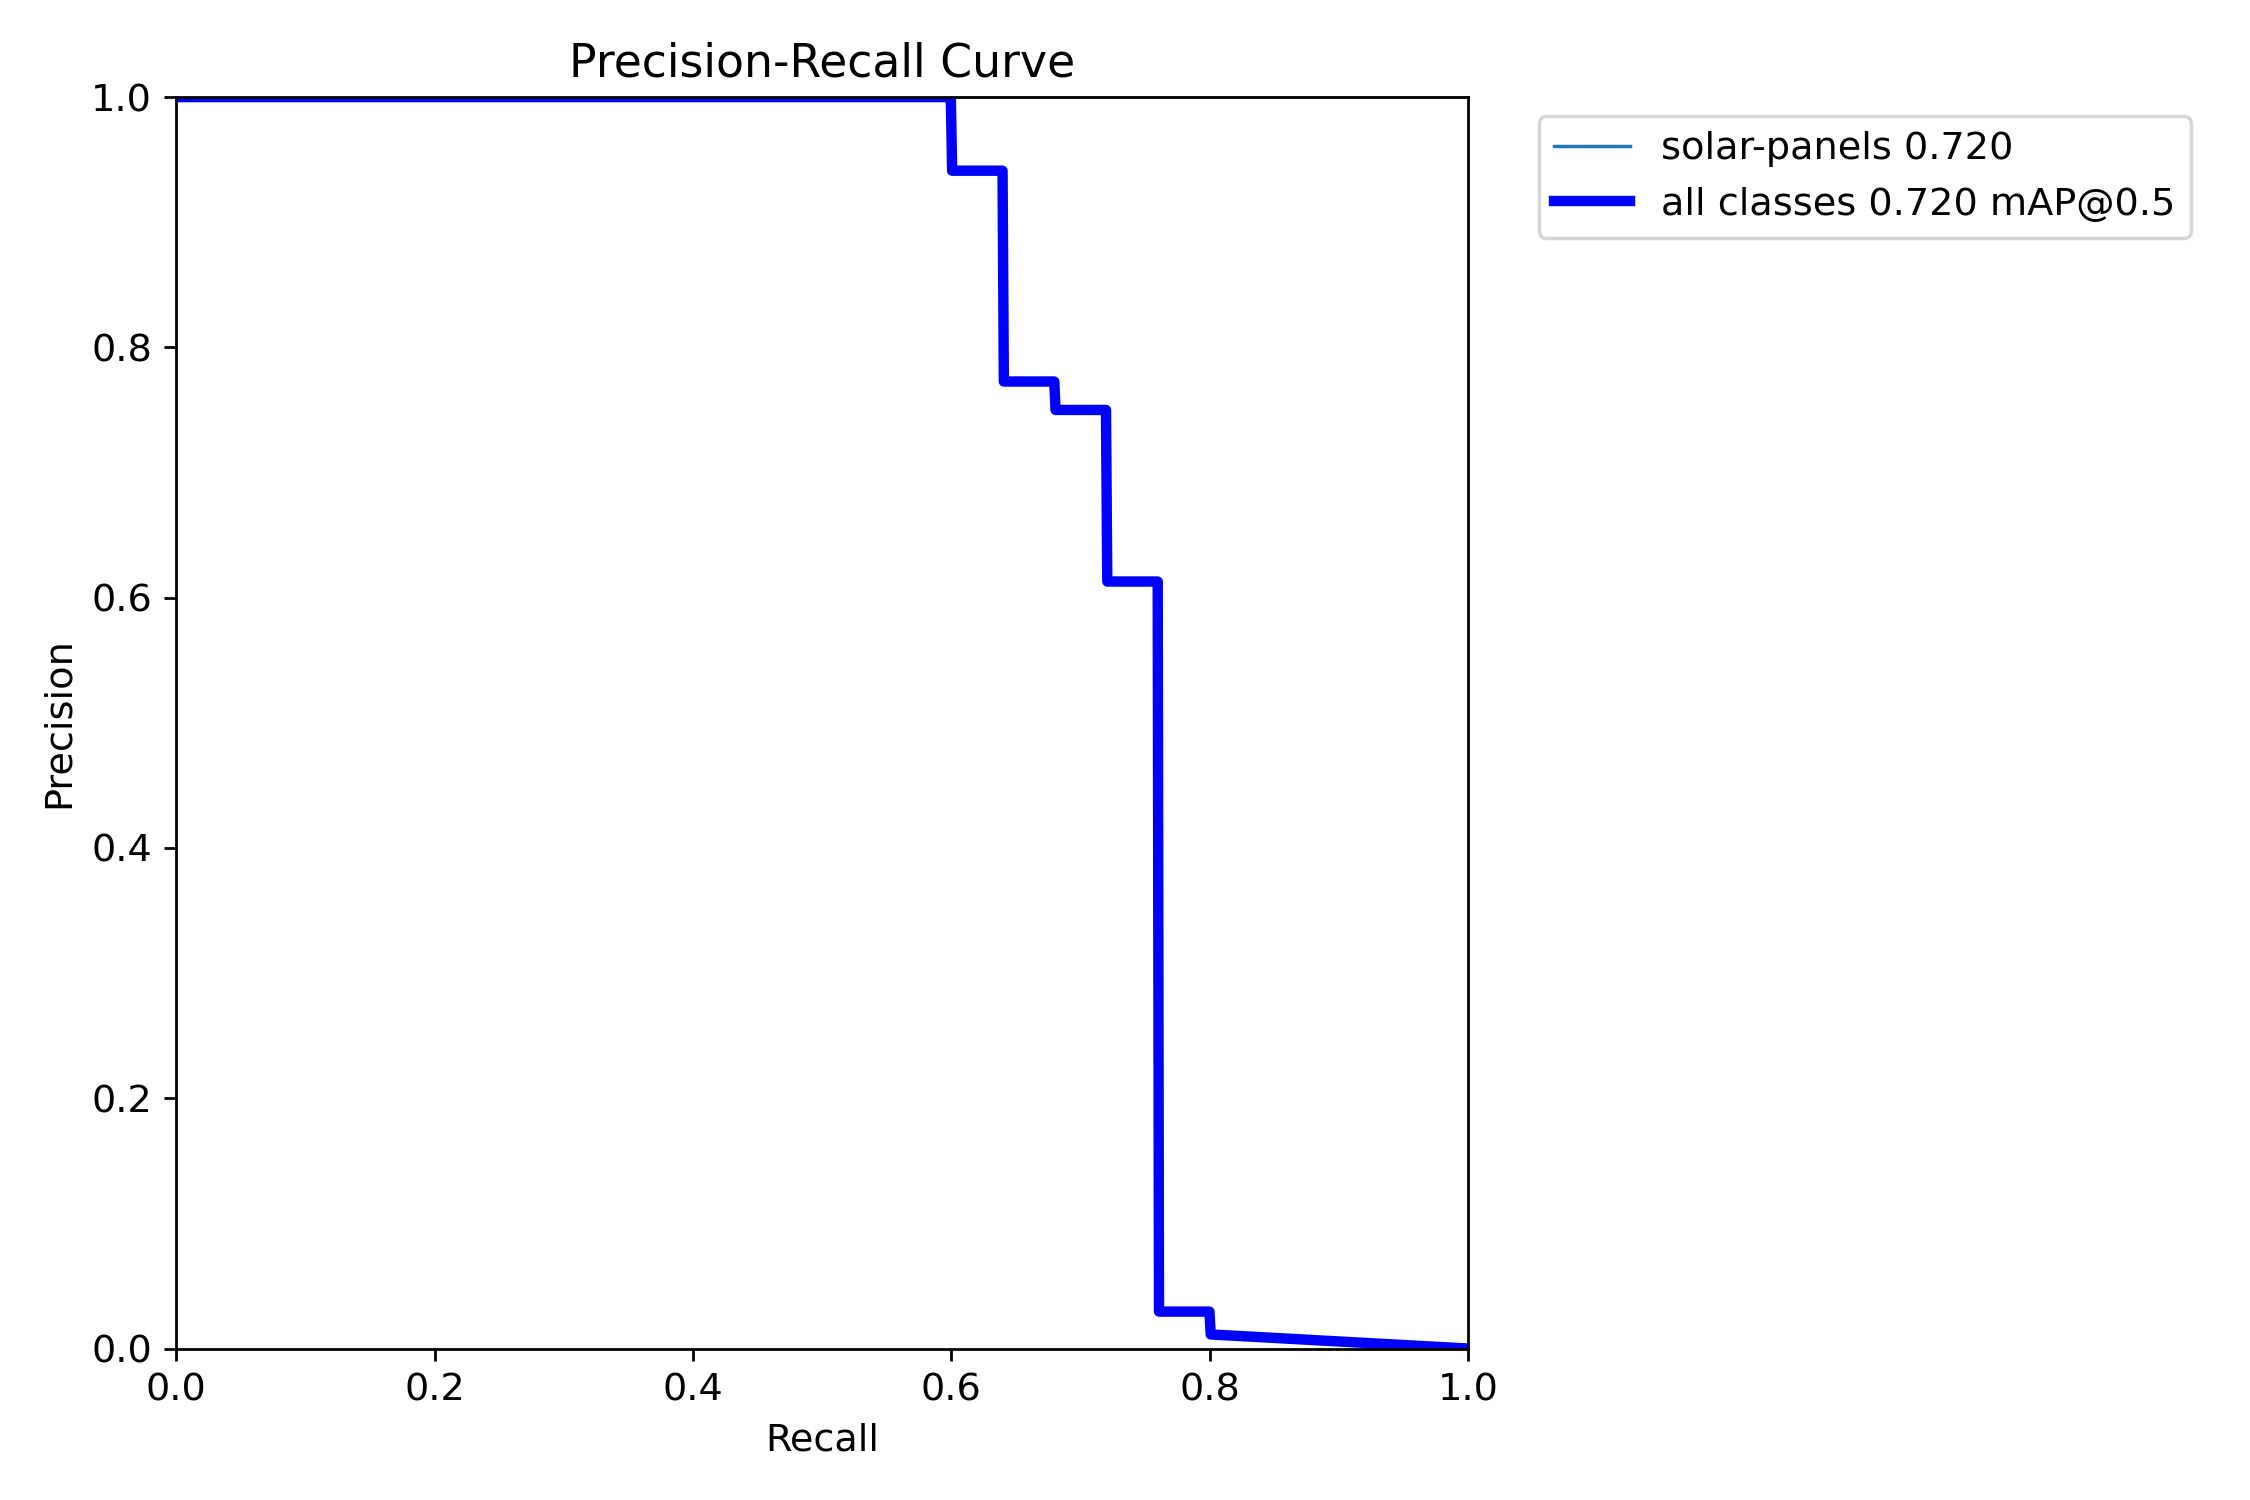 Precision-Recall Curve
1.0
0.8
0.6
0.4
0.2
0.0
Precision
0.0 0.2 0.4 0.6 0.8 1.0
Recall
solar-panels 0.720
all classes 0.720 mAP@0.5